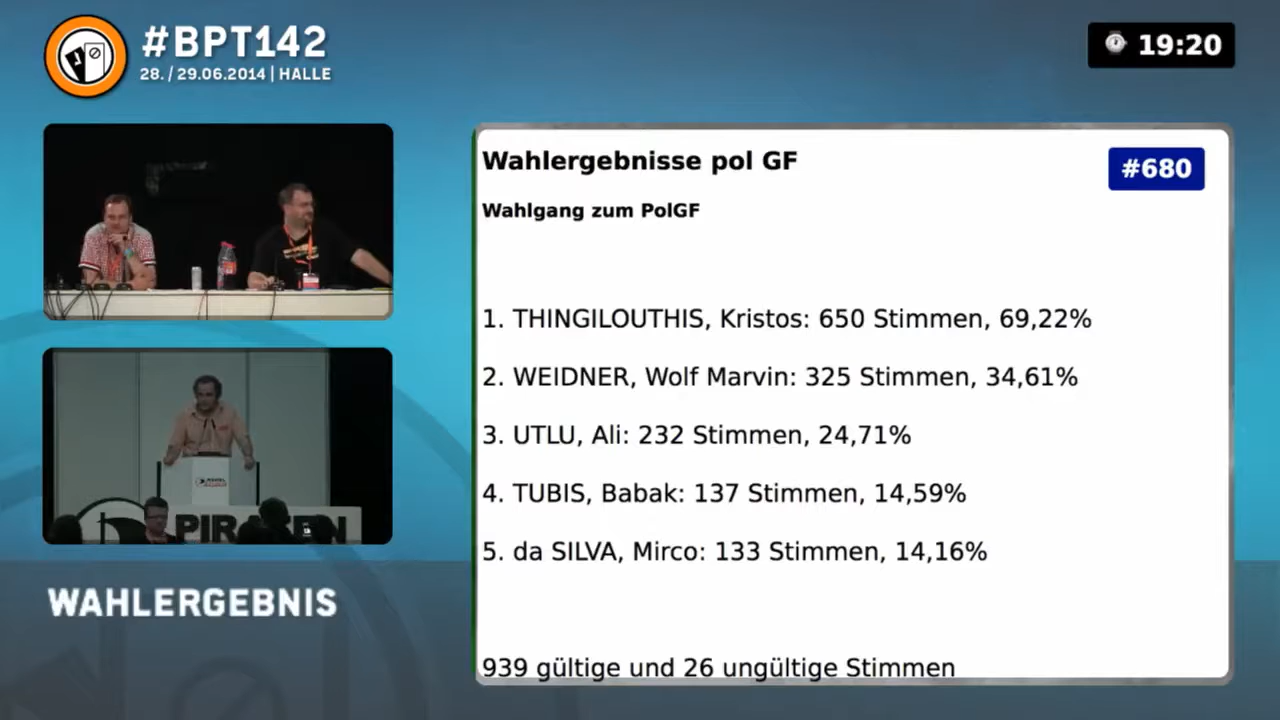 #BPT142
28. / 29.06.2014 | HALLE
19:20
Wahlergebnisse pol GF
#680
Wahlgang zum PolGF
1. THINGILOUTHIS, Kristos: 650 Stimmen, 69,22%
2. WEIDNER, Wolf Marvin: 325 Stimmen, 34,61%
3. UTLU, Ali: 232 Stimmen, 24,71%
4. TUBIS, Babak: 137 Stimmen, 14,59%
5. da SILVA, Mirco: 133 Stimmen, 14,16%
939 gültige und 26 ungültige Stimmen
PIRATEN
WAHLERGEBNIS